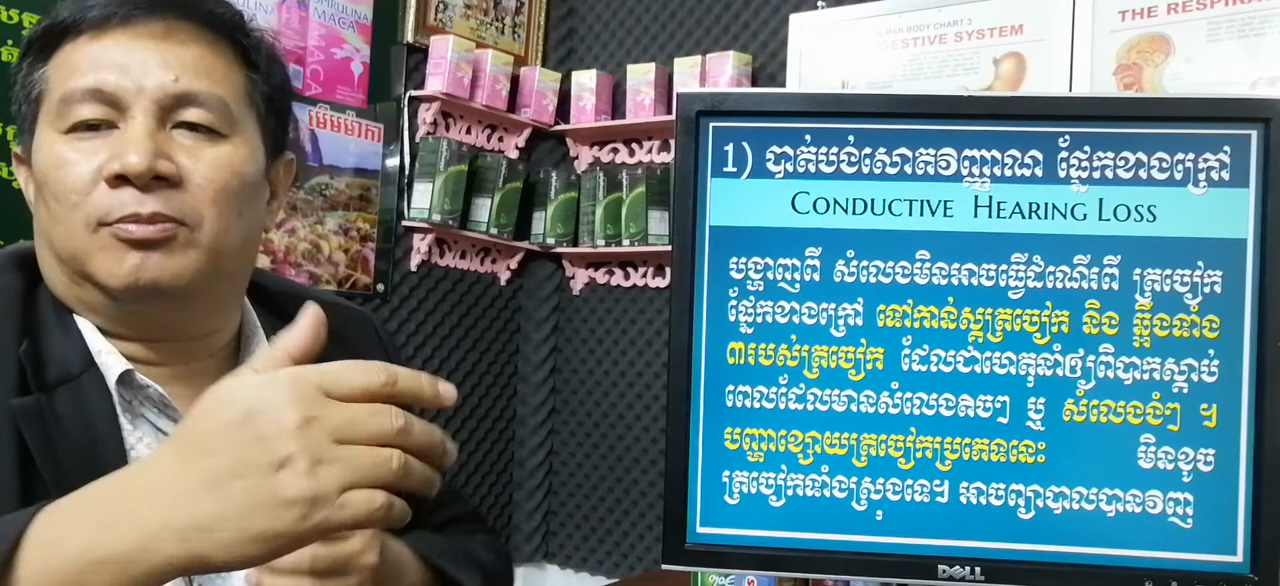 SPIRULINA
MACA
MACA
មើមម៉ាកា
HUMAN BODY CHART 3
DIGESTIVE SYSTEM
THE RESPIRA
1) បាត់បង់សោតវិញ្ញាណ ផ្នែកខាងក្រៅ
CONDUCTIVE HEARING LOSS
បង្ហាញពី សំលេងមិនអាចធ្វើដំណើរពី ត្រចៀក
ផ្នែកខាងក្រៅ ទៅកាន់ស្គរត្រចៀក និង ឆ្អឹងទាំង
៣របស់ត្រចៀក ដែលជាហេតុនាំឲ្យពិបាកស្តាប់
ពេលដែលមានសំលេងតិចៗ ឬ សំលេងងំៗ ។
បញ្ហាខ្សោយត្រចៀកប្រភេទនេះ មិនខូច
ត្រចៀកទាំងស្រុងទេ។ អាចព្យាបាលបានវិញ
DELL